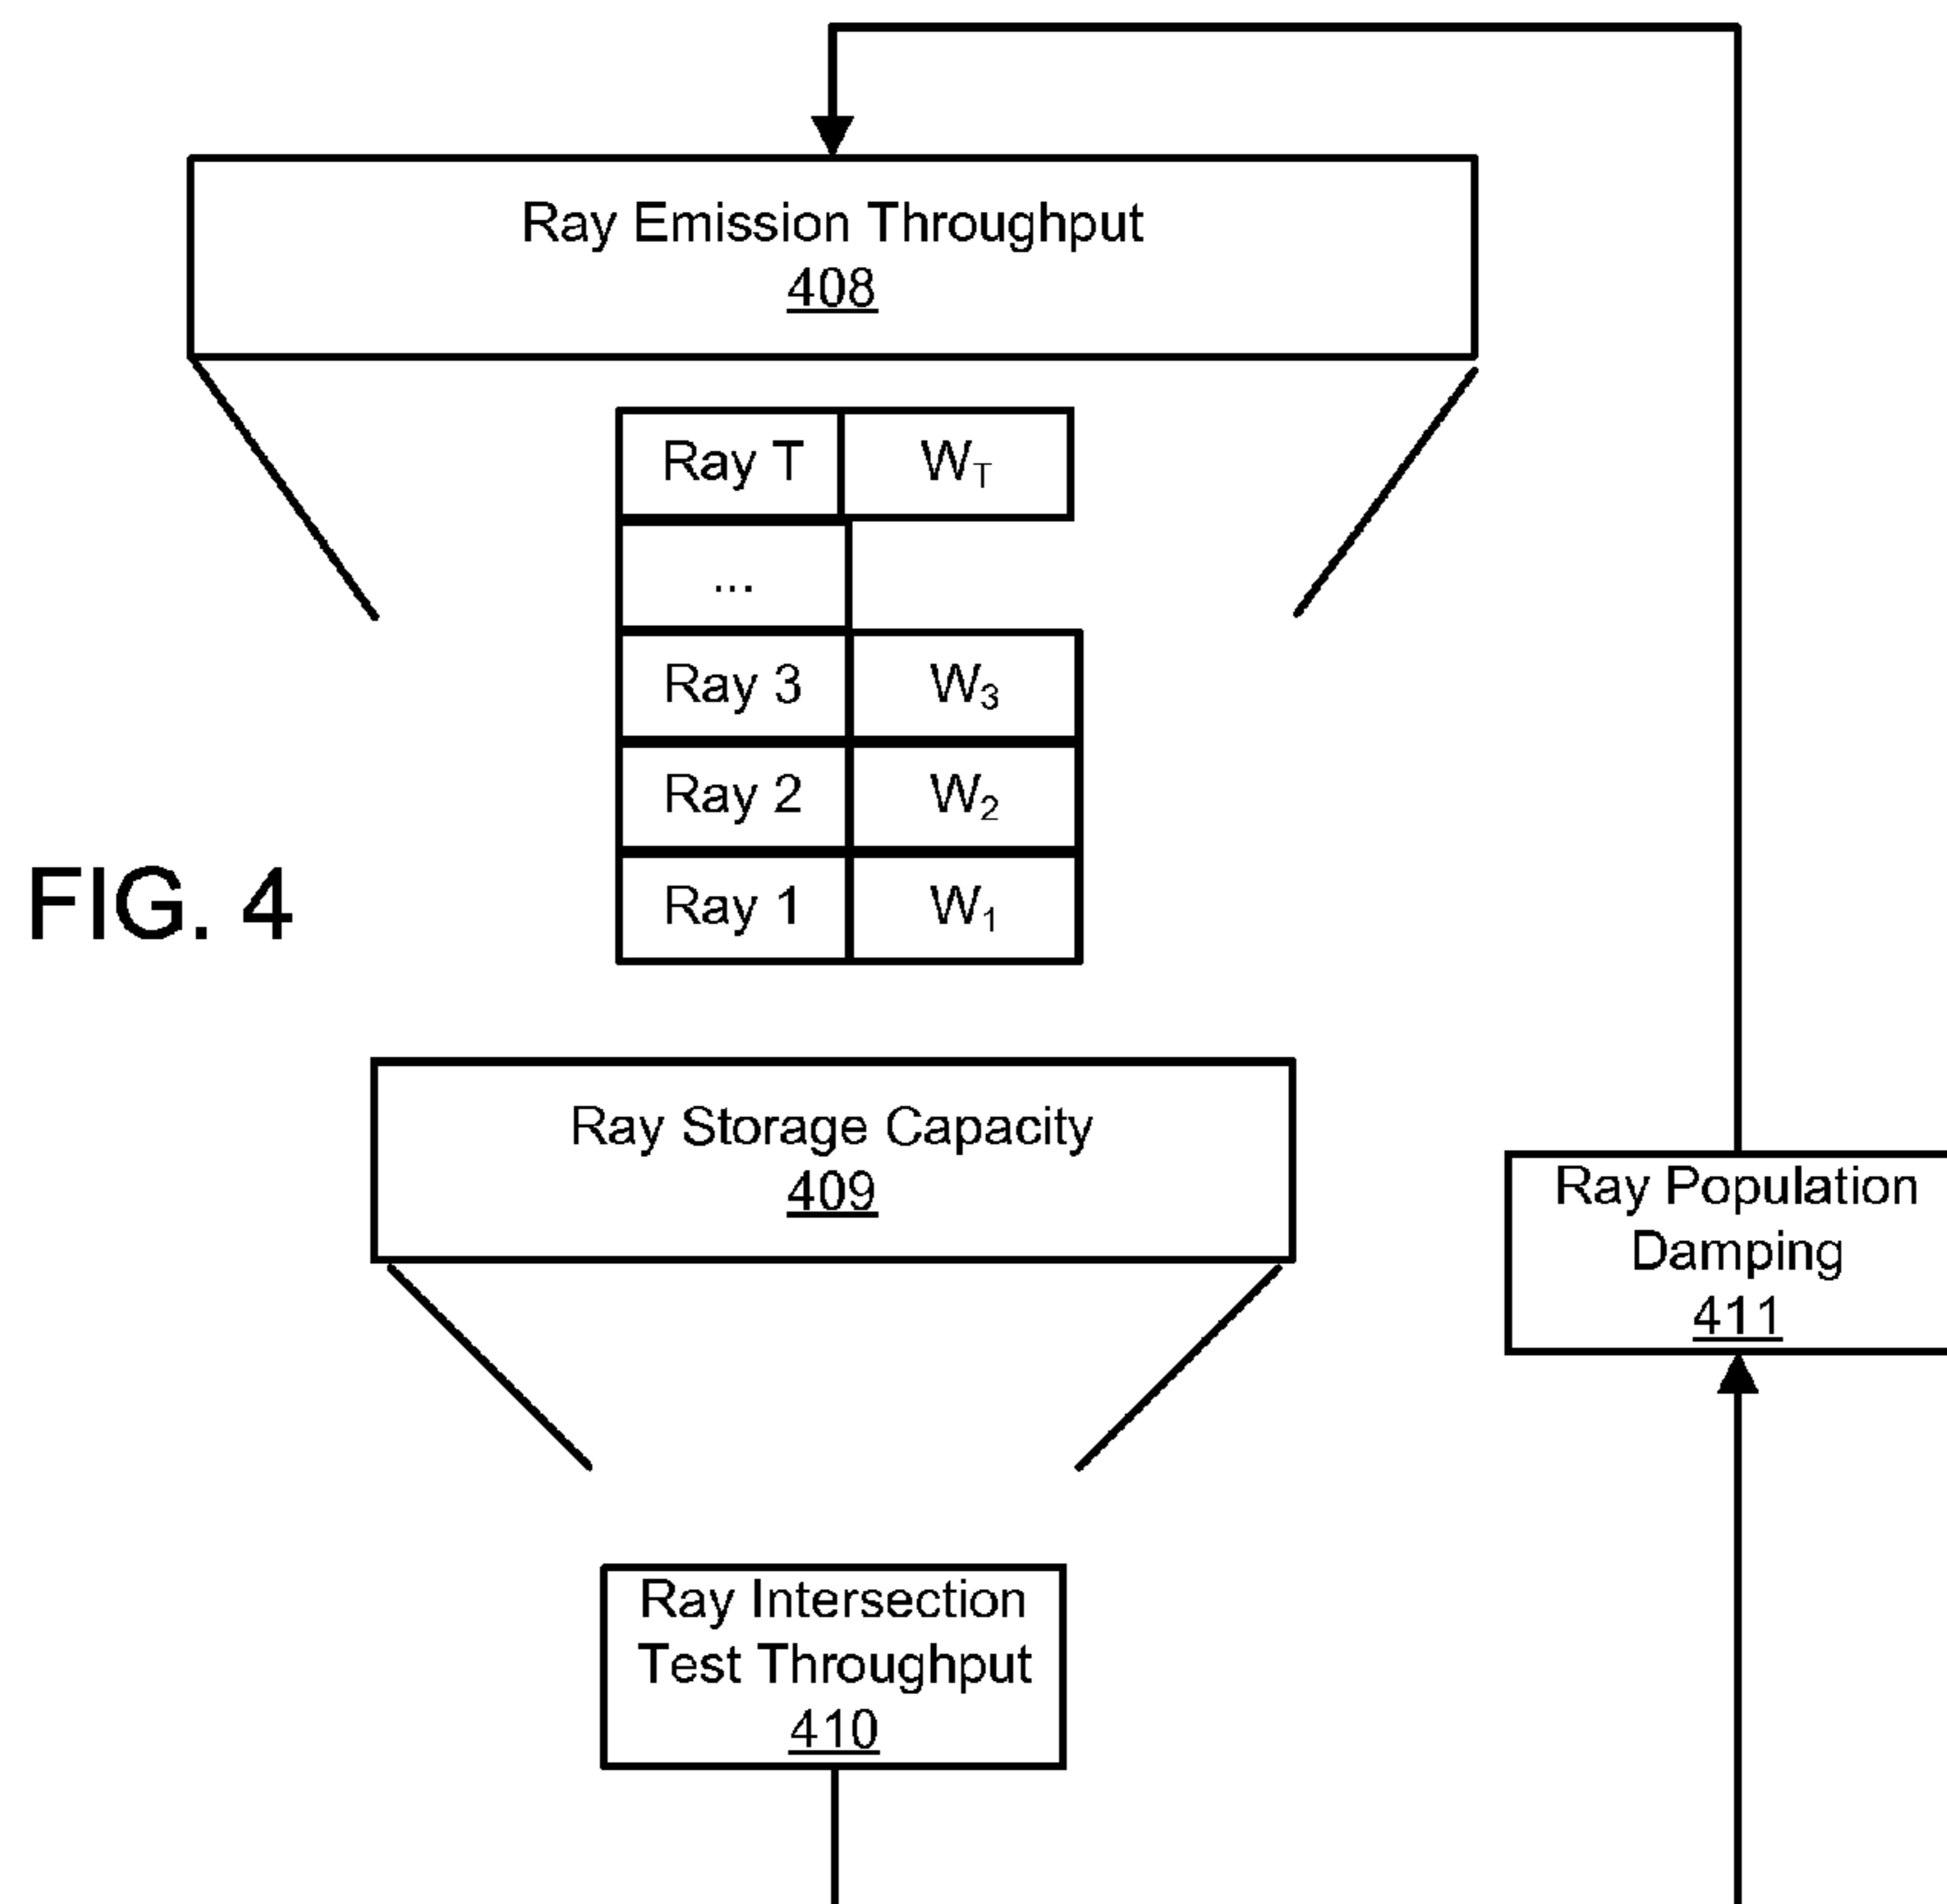 Ray Emission Throughput
408
Ray T W_T
...
Ray 3 W₃
Ray 2 W₂
Ray 1 W₁
FIG. 4
Ray Storage Capacity
409
Ray Population
Damping
411
Ray Intersection
Test Throughput
410